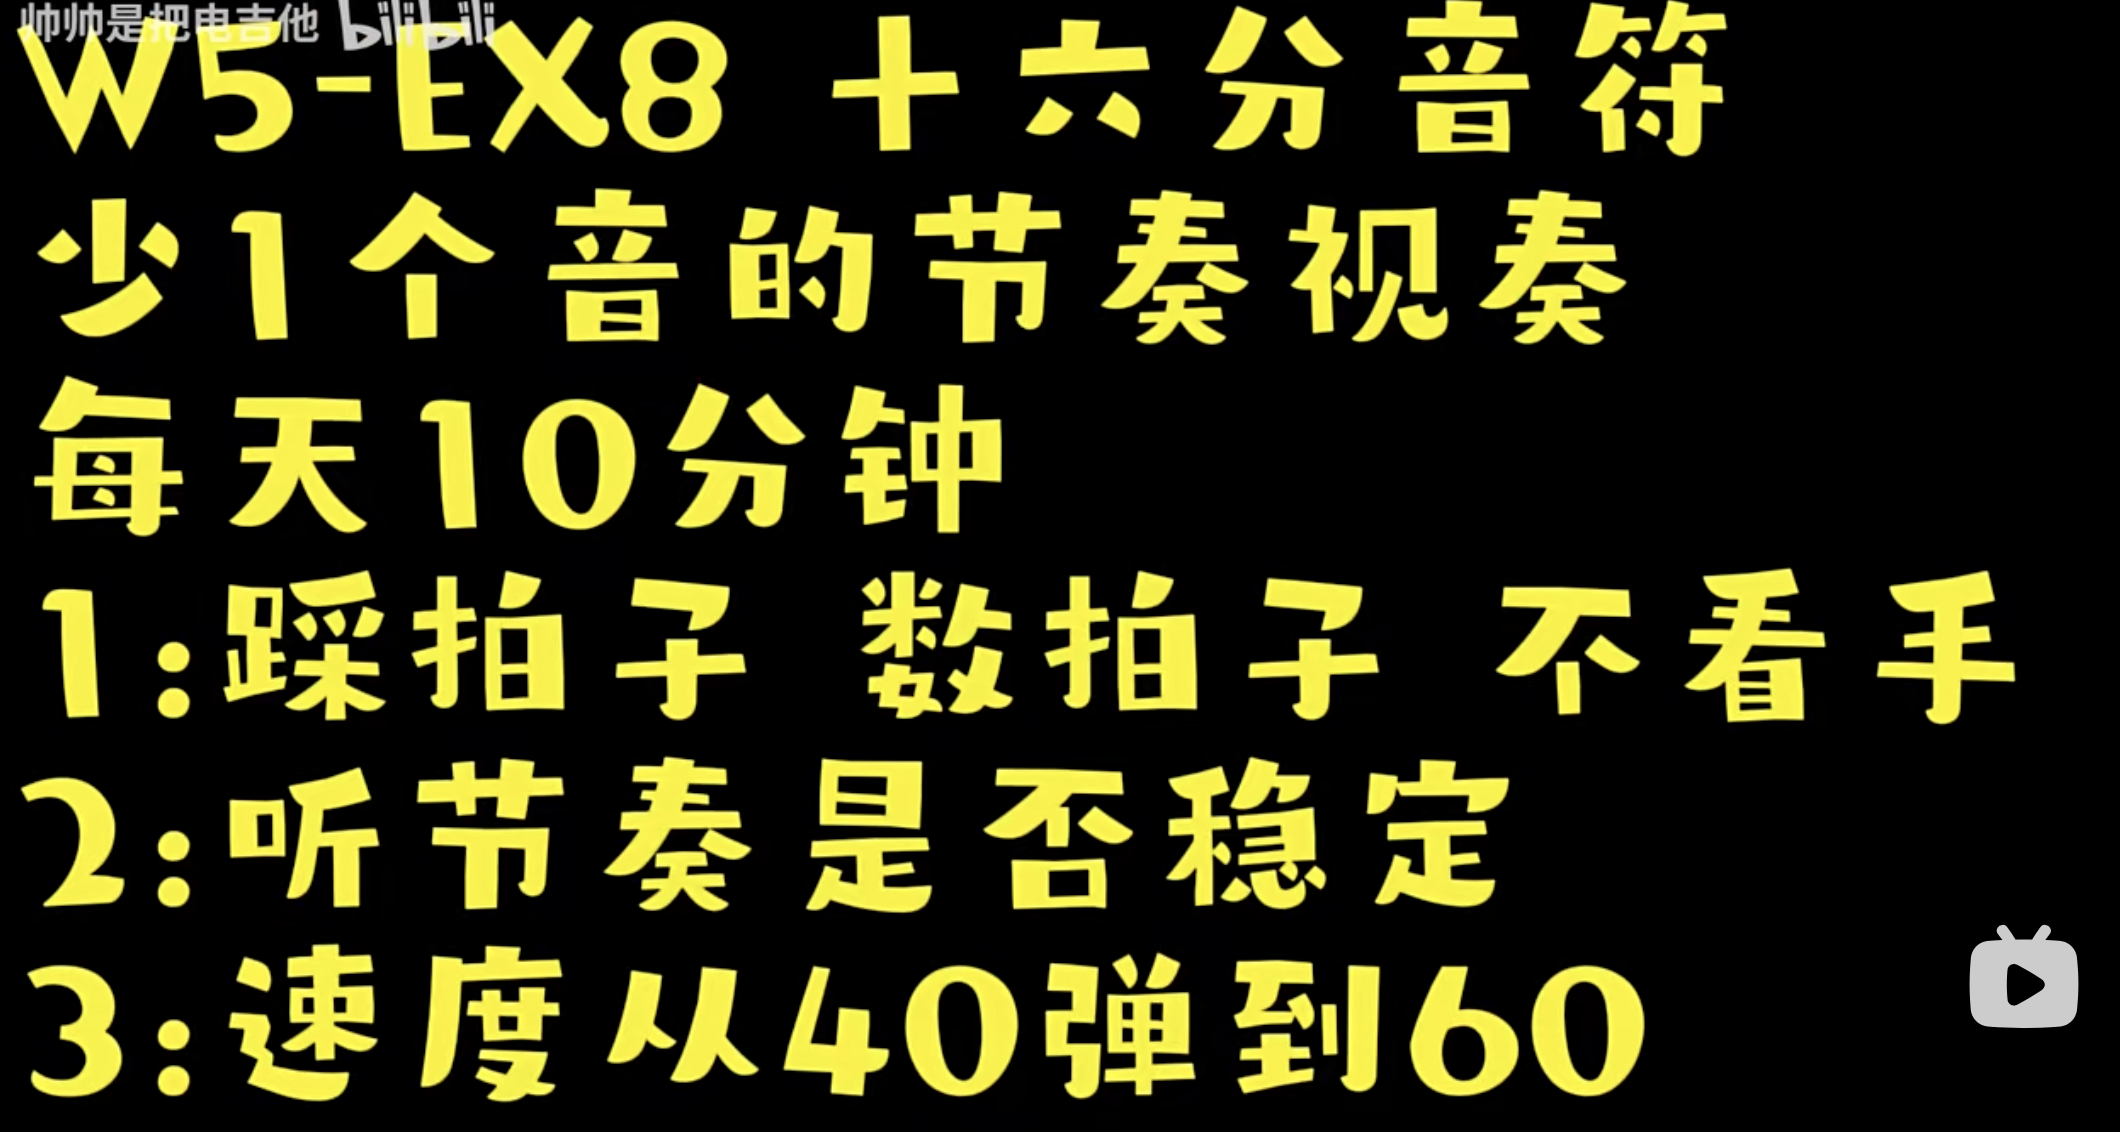 帅帅是把电吉他 bilibili
W5-EX8 十六分音符
少1个音的节奏视奏
每天10分钟
1:踩拍子 数拍子 不看手
2:听节奏是否稳定
3:速度从40弹到60